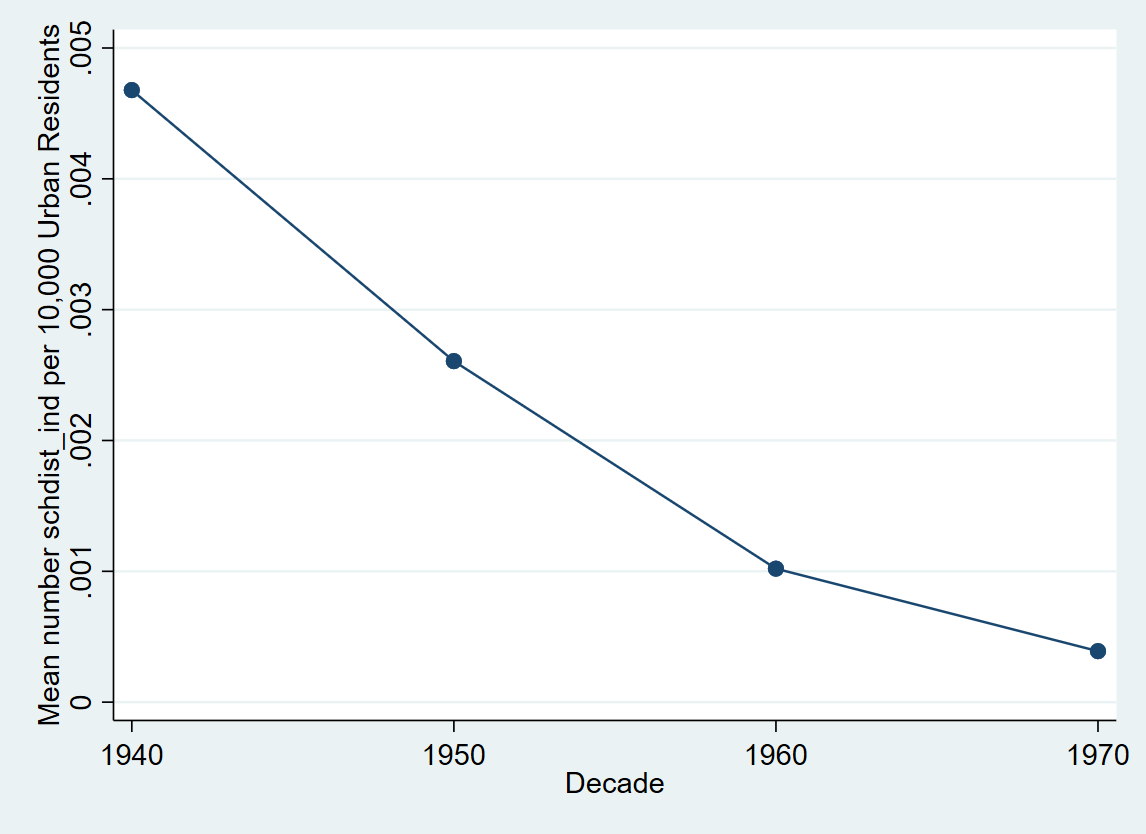 Mean number schdist_ind per 10,000 Urban Residents
.005
.004
.003
.002
.001
0
1940 1950 1960 1970
Decade